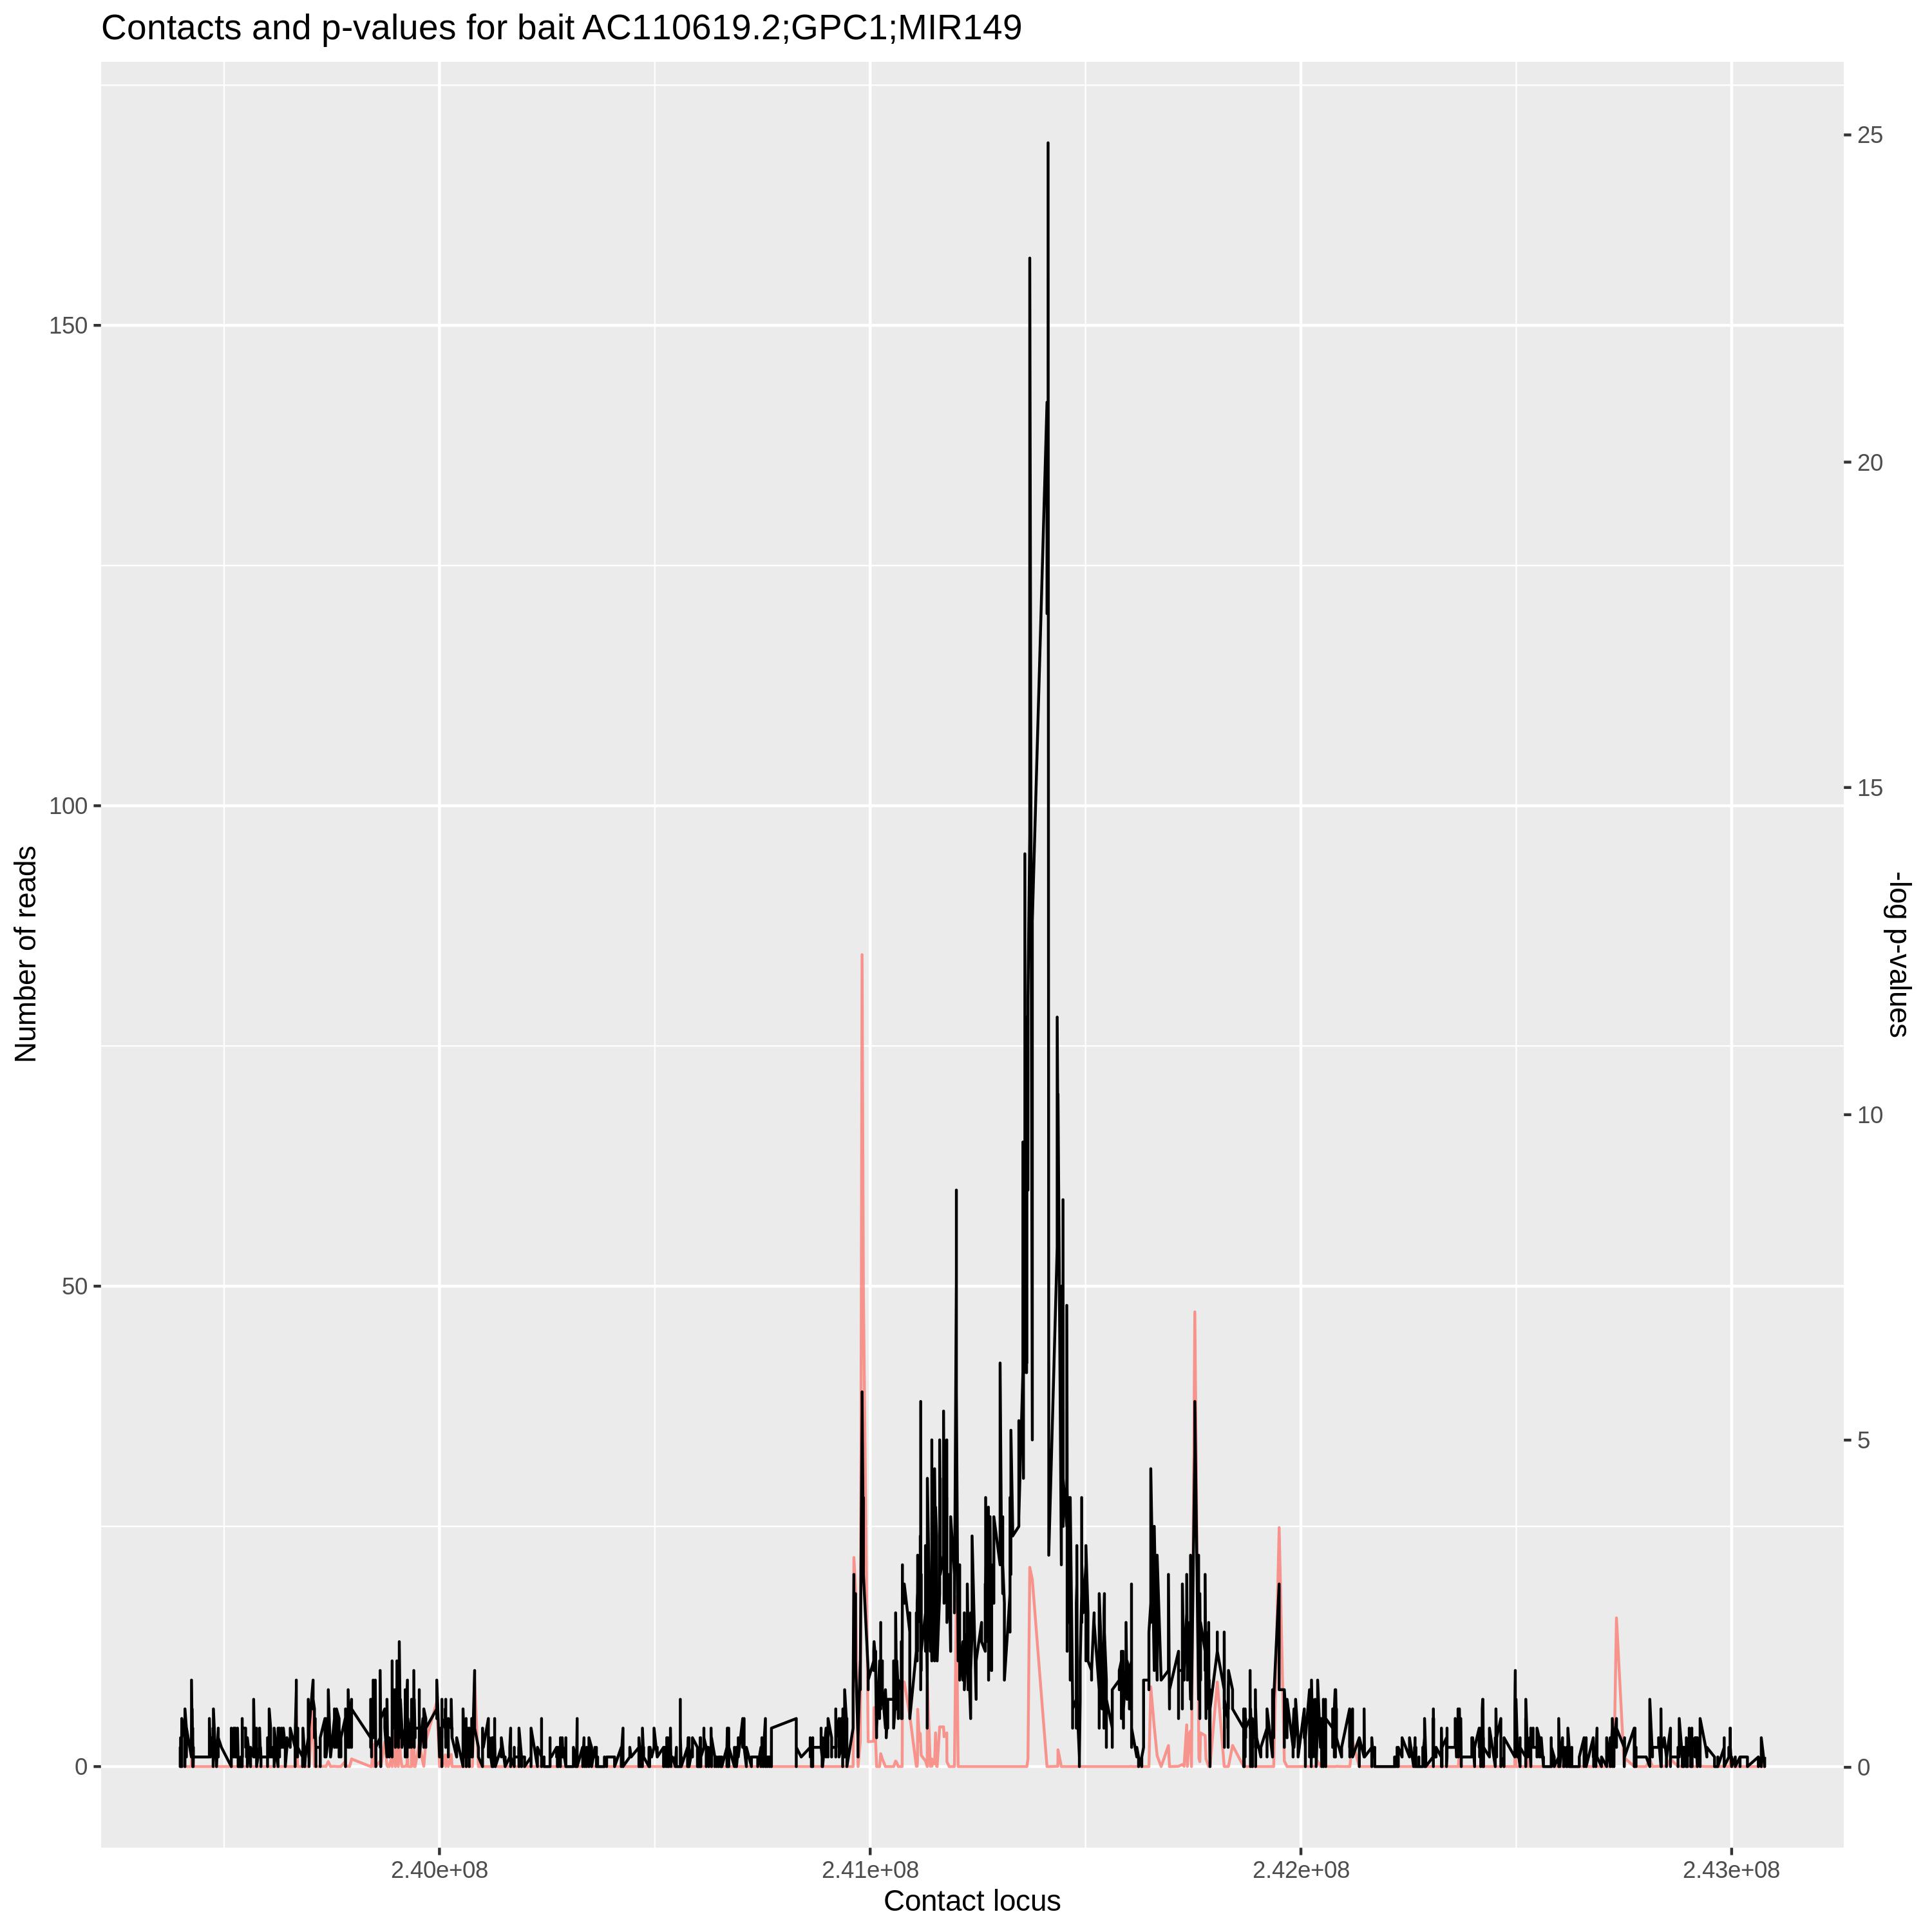 Contacts and p-values for bait AC110619.2;GPC1;MIR149
Number of reads
150
100
50
0
25
20
15
10
5
0
-log p-values
2.40e+08
2.41e+08
2.42e+08
2.43e+08
Contact locus